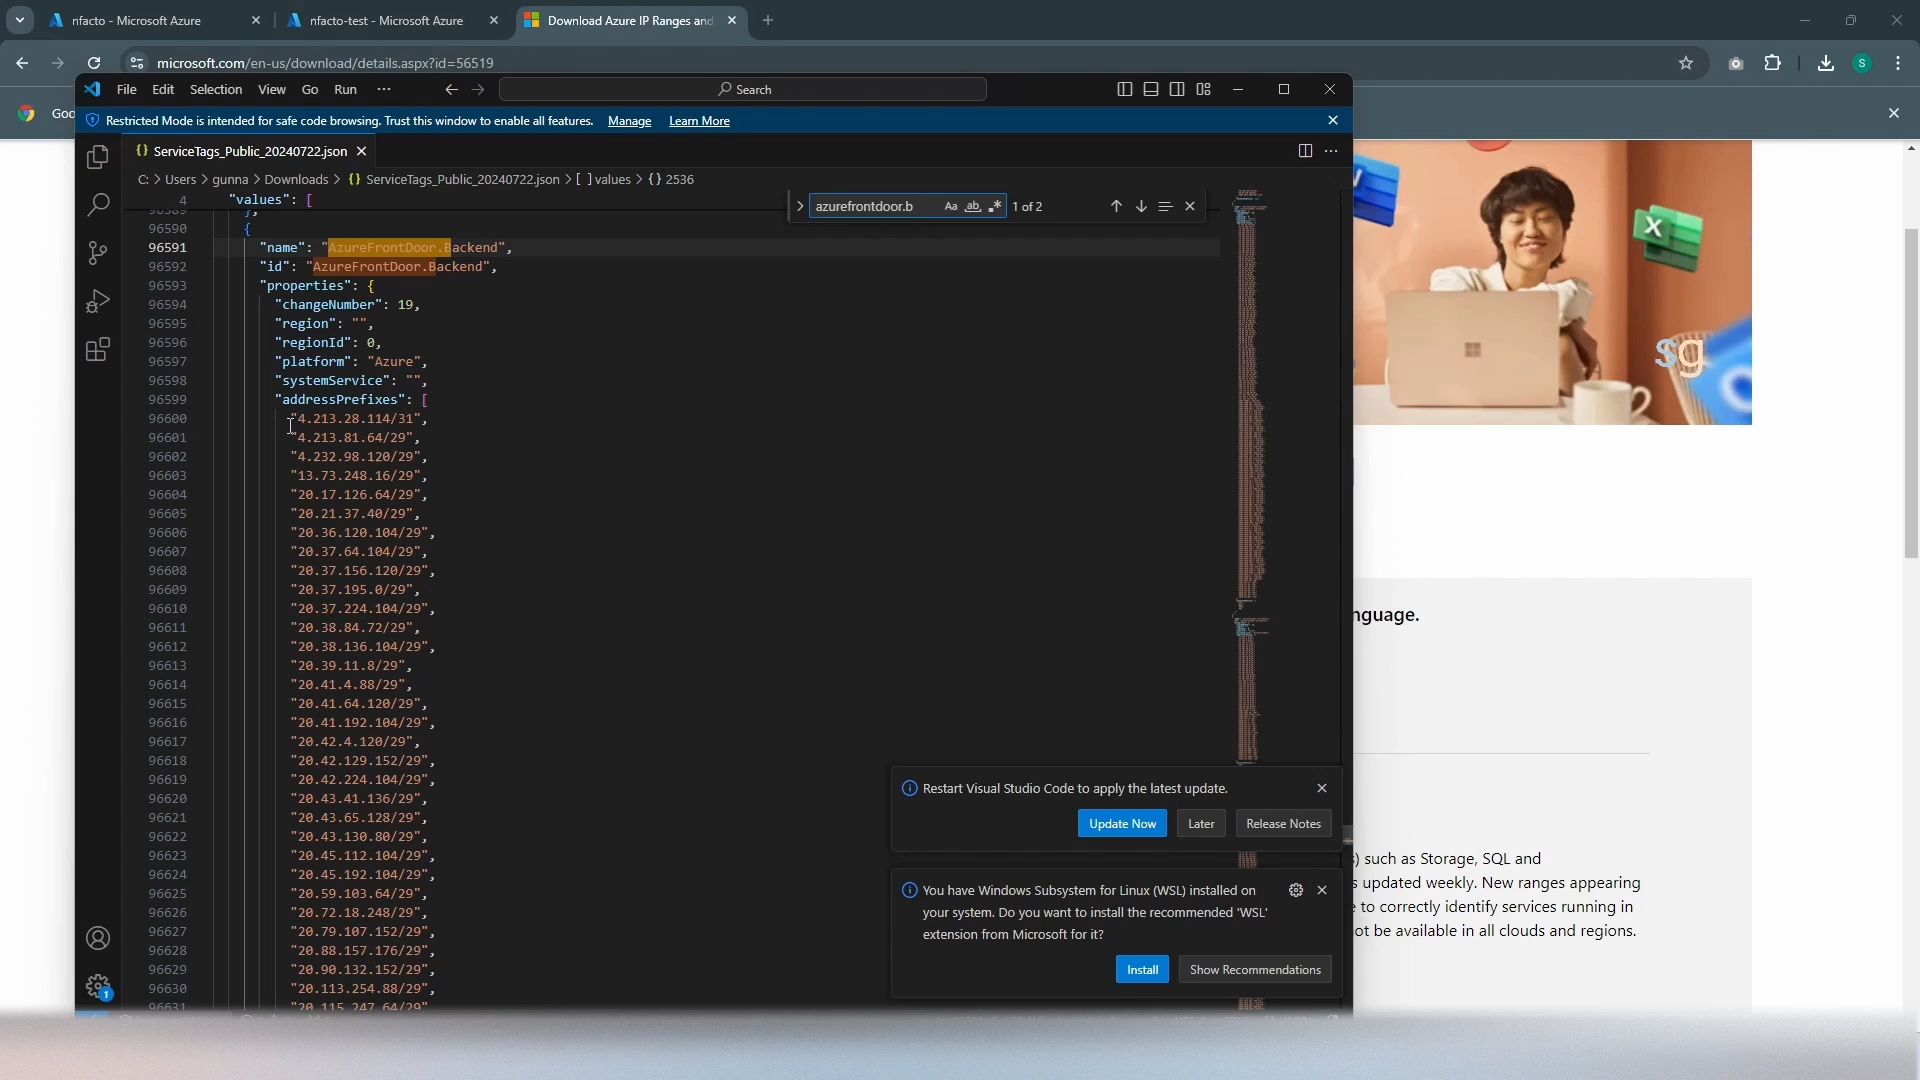 nfacto - Microsoft Azure
nfacto-test - Microsoft Azure
Download Azure IP Ranges and
microsoft.com/en-us/download/details.aspx?id=56519
S
Goo
File Edit Selection View Go Run ···
Search
Restricted Mode is intended for safe code browsing. Trust this window to enable all features. Manage Learn More
{} ServiceTags_Public_20240722.json
C: > Users > gunna > Downloads > {} ServiceTags_Public_20240722.json > [ ] values > {} 2536
azurefrontdoor.b Aa ab .* 1 of 2
4 "values": [
96589 },
96590 {
96591 "name": "AzureFrontDoor.Backend",
96592 "id": "AzureFrontDoor.Backend",
96593 "properties": {
96594 "changeNumber": 19,
96595 "region": "",
96596 "regionId": 0,
96597 "platform": "Azure",
96598 "systemService": "",
96599 "addressPrefixes": [
96600 "4.213.28.114/31",
96601 "4.213.81.64/29",
96602 "4.232.98.120/29",
96603 "13.73.248.16/29",
96604 "20.17.126.64/29",
96605 "20.21.37.40/29",
96606 "20.36.120.104/29",
96607 "20.37.64.104/29",
96608 "20.37.156.120/29",
96609 "20.37.195.0/29",
96610 "20.37.224.104/29",
96611 "20.38.84.72/29",
96612 "20.38.136.104/29",
96613 "20.39.11.8/29",
96614 "20.41.4.88/29",
96615 "20.41.64.120/29",
96616 "20.41.192.104/29",
96617 "20.42.4.120/29",
96618 "20.42.129.152/29",
96619 "20.42.224.104/29",
96620 "20.43.41.136/29",
96621 "20.43.65.128/29",
96622 "20.43.130.80/29",
96623 "20.45.112.104/29",
96624 "20.45.192.104/29",
96625 "20.59.103.64/29",
96626 "20.72.18.248/29",
96627 "20.79.107.152/29",
96628 "20.88.157.176/29",
96629 "20.90.132.152/29",
96630 "20.113.254.88/29",
96631 "20.115.247.64/29",
Restart Visual Studio Code to apply the latest update.
Update Now Later Release Notes
You have Windows Subsystem for Linux (WSL) installed on
your system. Do you want to install the recommended 'WSL'
extension from Microsoft for it?
Install Show Recommendations
1
W
X
sg
nguage.
) such as Storage, SQL and
s updated weekly. New ranges appearing
e to correctly identify services running in
ot be available in all clouds and regions.